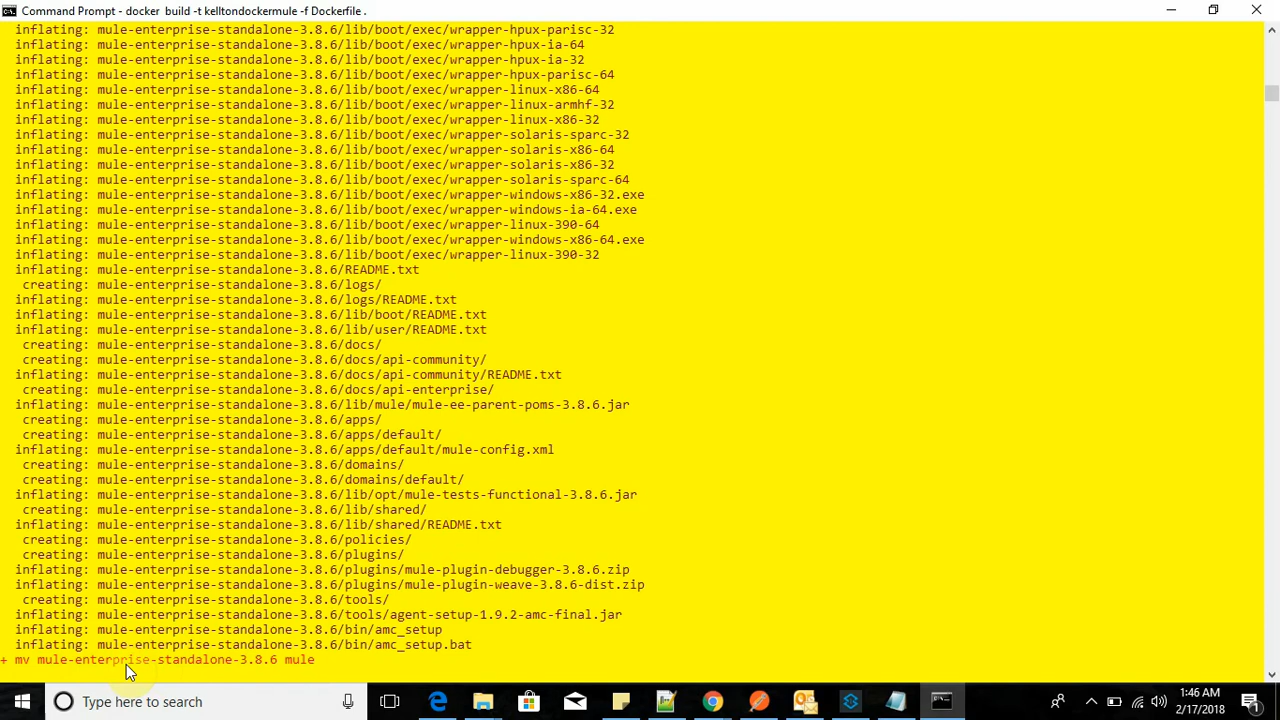 Command Prompt - docker  build -t kelltondockermule -f Dockerfile .
inflating: mule-enterprise-standalone-3.8.6/lib/boot/exec/wrapper-hpux-parisc-32
inflating: mule-enterprise-standalone-3.8.6/lib/boot/exec/wrapper-hpux-ia-64
inflating: mule-enterprise-standalone-3.8.6/lib/boot/exec/wrapper-hpux-ia-32
inflating: mule-enterprise-standalone-3.8.6/lib/boot/exec/wrapper-hpux-parisc-64
inflating: mule-enterprise-standalone-3.8.6/lib/boot/exec/wrapper-linux-x86-64
inflating: mule-enterprise-standalone-3.8.6/lib/boot/exec/wrapper-linux-armhf-32
inflating: mule-enterprise-standalone-3.8.6/lib/boot/exec/wrapper-linux-x86-32
inflating: mule-enterprise-standalone-3.8.6/lib/boot/exec/wrapper-solaris-sparc-32
inflating: mule-enterprise-standalone-3.8.6/lib/boot/exec/wrapper-solaris-x86-64
inflating: mule-enterprise-standalone-3.8.6/lib/boot/exec/wrapper-solaris-x86-32
inflating: mule-enterprise-standalone-3.8.6/lib/boot/exec/wrapper-solaris-sparc-64
inflating: mule-enterprise-standalone-3.8.6/lib/boot/exec/wrapper-windows-x86-32.exe
inflating: mule-enterprise-standalone-3.8.6/lib/boot/exec/wrapper-windows-ia-64.exe
inflating: mule-enterprise-standalone-3.8.6/lib/boot/exec/wrapper-linux-390-64
inflating: mule-enterprise-standalone-3.8.6/lib/boot/exec/wrapper-windows-x86-64.exe
inflating: mule-enterprise-standalone-3.8.6/lib/boot/exec/wrapper-linux-390-32
inflating: mule-enterprise-standalone-3.8.6/README.txt
creating: mule-enterprise-standalone-3.8.6/logs/
inflating: mule-enterprise-standalone-3.8.6/logs/README.txt
inflating: mule-enterprise-standalone-3.8.6/lib/boot/README.txt
inflating: mule-enterprise-standalone-3.8.6/lib/user/README.txt
creating: mule-enterprise-standalone-3.8.6/docs/
creating: mule-enterprise-standalone-3.8.6/docs/api-community/
inflating: mule-enterprise-standalone-3.8.6/docs/api-community/README.txt
creating: mule-enterprise-standalone-3.8.6/docs/api-enterprise/
inflating: mule-enterprise-standalone-3.8.6/lib/mule/mule-ee-parent-poms-3.8.6.jar
creating: mule-enterprise-standalone-3.8.6/apps/
creating: mule-enterprise-standalone-3.8.6/apps/default/
inflating: mule-enterprise-standalone-3.8.6/apps/default/mule-config.xml
creating: mule-enterprise-standalone-3.8.6/domains/
creating: mule-enterprise-standalone-3.8.6/domains/default/
inflating: mule-enterprise-standalone-3.8.6/lib/opt/mule-tests-functional-3.8.6.jar
creating: mule-enterprise-standalone-3.8.6/lib/shared/
inflating: mule-enterprise-standalone-3.8.6/lib/shared/README.txt
creating: mule-enterprise-standalone-3.8.6/policies/
creating: mule-enterprise-standalone-3.8.6/plugins/
inflating: mule-enterprise-standalone-3.8.6/plugins/mule-plugin-debugger-3.8.6.zip
inflating: mule-enterprise-standalone-3.8.6/plugins/mule-plugin-weave-3.8.6-dist.zip
creating: mule-enterprise-standalone-3.8.6/tools/
inflating: mule-enterprise-standalone-3.8.6/tools/agent-setup-1.9.2-amc-final.jar
inflating: mule-enterprise-standalone-3.8.6/bin/amc_setup
inflating: mule-enterprise-standalone-3.8.6/bin/amc_setup.bat
+ mv mule-enterprise-standalone-3.8.6 mule
Type here to search
1:46 AM
2/17/2018
1